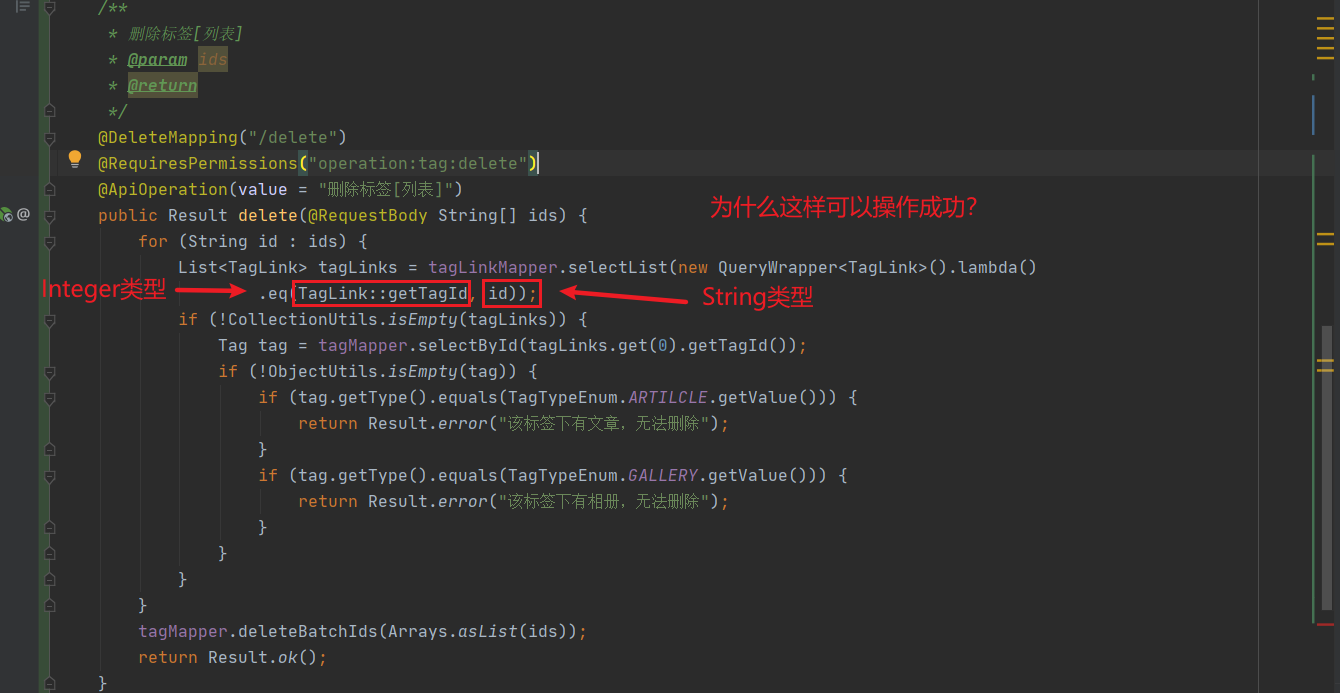 /**
* 删除标签[列表]
* @param ids
* @return
*/
@DeleteMapping("/delete")
@RequiresPermissions("operation:tag:delete")
@ApiOperation(value = "删除标签[列表]")
public Result delete(@RequestBody String[] ids) {
为什么这样可以操作成功?
for (String id : ids) {
List<TagLink> tagLinks = tagLinkMapper.selectList(new QueryWrapper<TagLink>().lambda()
Integer类型
.eq(TagLink::getTagId, id));
String类型
if (!CollectionUtils.isEmpty(tagLinks)) {
Tag tag = tagMapper.selectById(tagLinks.get(0).getTagId());
if (!ObjectUtils.isEmpty(tag)) {
if (tag.getType().equals(TagTypeEnum.ARTILCLE.getValue())) {
return Result.error("该标签下有文章，无法删除");
}
if (tag.getType().equals(TagTypeEnum.GALLERY.getValue())) {
return Result.error("该标签下有相册，无法删除");
}
}
}
}
tagMapper.deleteBatchIds(Arrays.asList(ids));
return Result.ok();
}